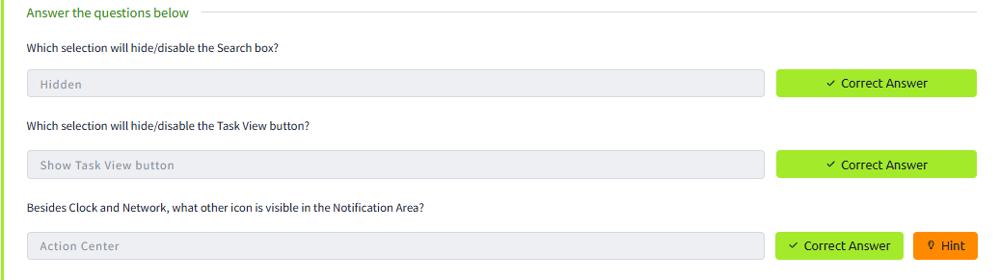 Answer the questions below
Which selection will hide/disable the Search box?
Hidden
Correct Answer
Which selection will hide/disable the Task View button?
Show Task View button
Correct Answer
Besides Clock and Network, what other icon is visible in the Notification Area?
Action Center
Correct Answer
Hint